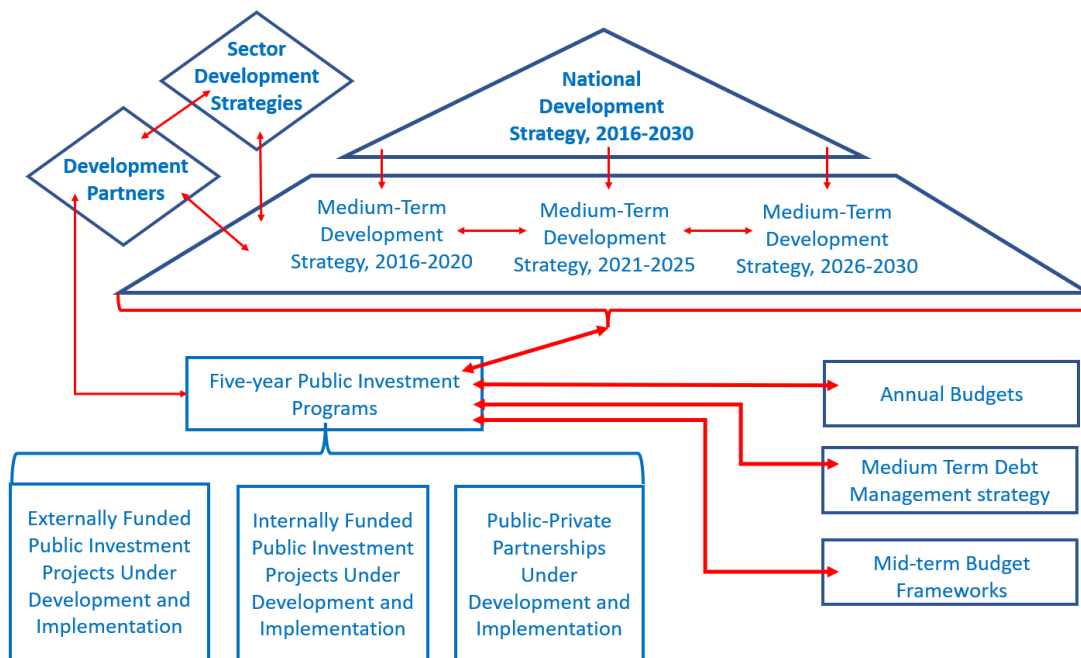 Sector
Development
Strategies
Development
Partners
National
Development
Strategy, 2016-2030
Medium-Term
Development
Strategy, 2016-2020
Medium-Term
Development
Strategy, 2021-2025
Medium-Term
Development
Strategy, 2026-2030
Five-year Public Investment
Programs
Annual Budgets
Medium Term Debt
Management strategy
Mid-term Budget
Frameworks
Externally Funded
Public Investment
Projects Under
Development and
Implementation
Internally Funded
Public Investment
Projects Under
Development and
Implementation
Public-Private
Partnerships
Under
Development and
Implementation